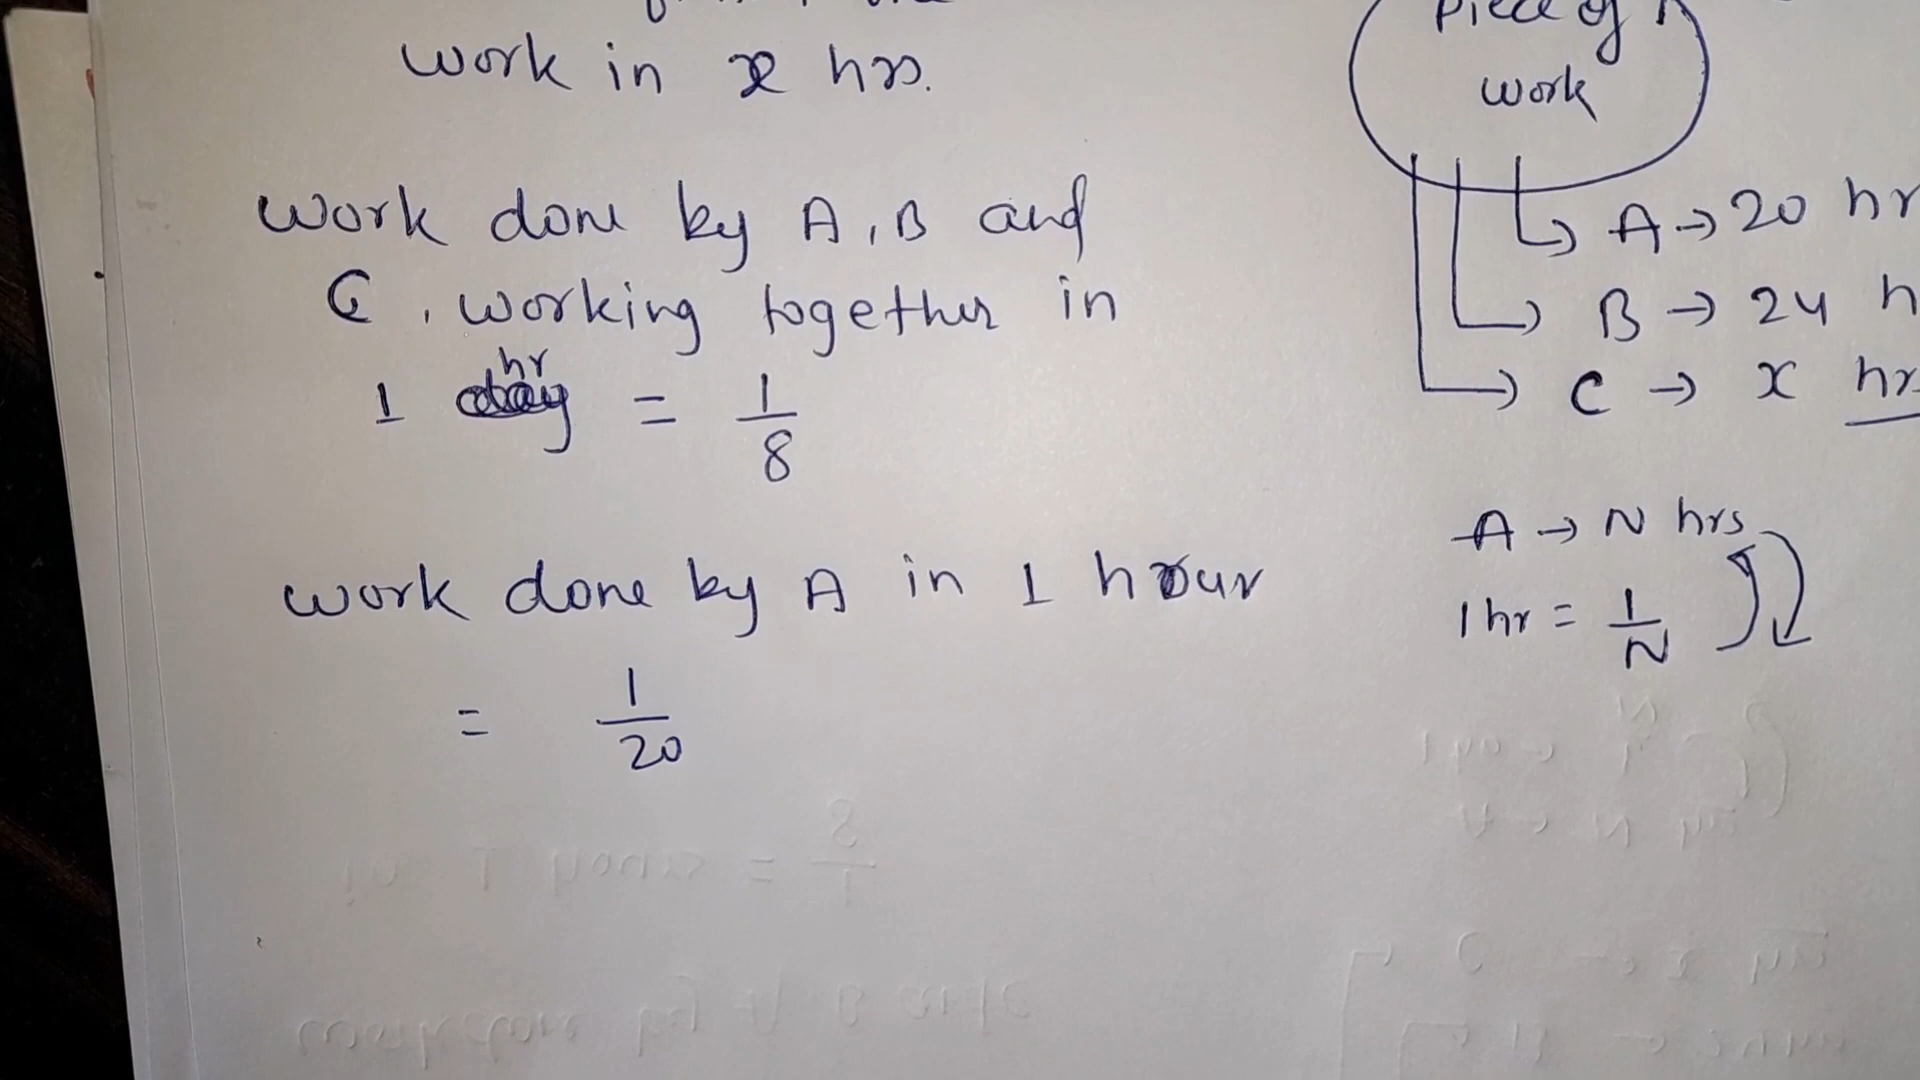 work in x hrs.
work done by A, B and
C, working together in
hr
1 day = 1/8
work done by A in 1 hour
= 1/20
piece of
work
A → 20 hr
B → 24 h
C → x hrs
A → N hrs
1 hr = 1/N